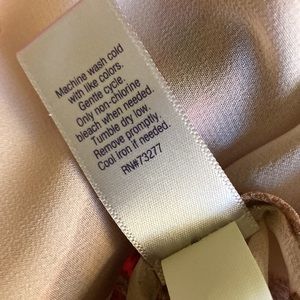 Machine wash cold
with like colors.
Gentle cycle.
Only non-chlorine
bleach when needed.
Tumble dry low.
Remove promptly.
Cool iron if needed.
RN#73277